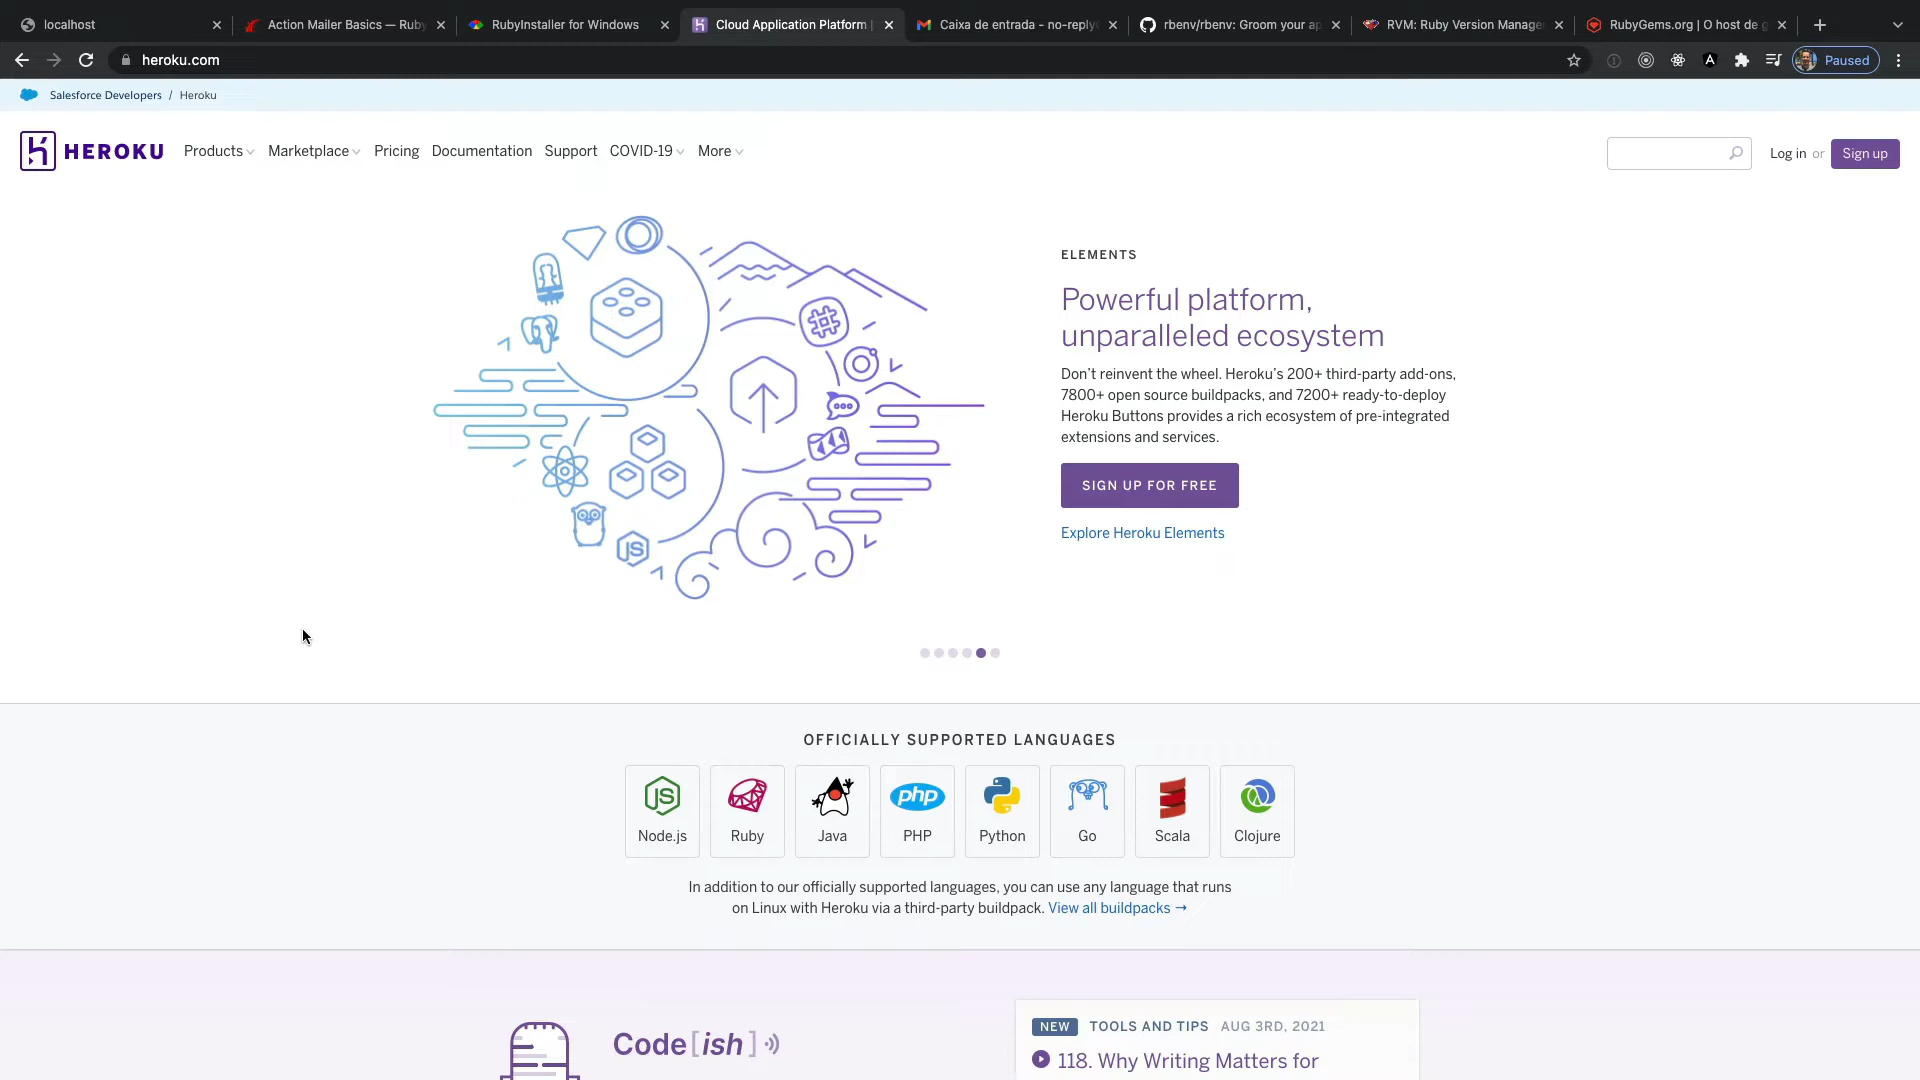 localhost
Action Mailer Basics — Ruby
RubyInstaller for Windows
Cloud Application Platform |
Caixa de entrada - no-reply
rbenv/rbenv: Groom your ap
RVM: Ruby Version Manage
RubyGems.org | O host de g
heroku.com
Paused
Salesforce Developers / Heroku
HEROKU
Products
Marketplace
Pricing
Documentation
Support
COVID-19
More
Log in or
Sign up
ELEMENTS
Powerful platform,
unparalleled ecosystem
Don’t reinvent the wheel. Heroku’s 200+ third-party add-ons,
7800+ open source buildpacks, and 7200+ ready-to-deploy
Heroku Buttons provides a rich ecosystem of pre-integrated
extensions and services.
SIGN UP FOR FREE
Explore Heroku Elements
JS
OFFICIALLY SUPPORTED LANGUAGES
JS
php
Node.js
Ruby
Java
PHP
Python
Go
Scala
Clojure
In addition to our officially supported languages, you can use any language that runs
on Linux with Heroku via a third-party buildpack. View all buildpacks →
Code[ish]
NEW TOOLS AND TIPS AUG 3RD, 2021
118. Why Writing Matters for